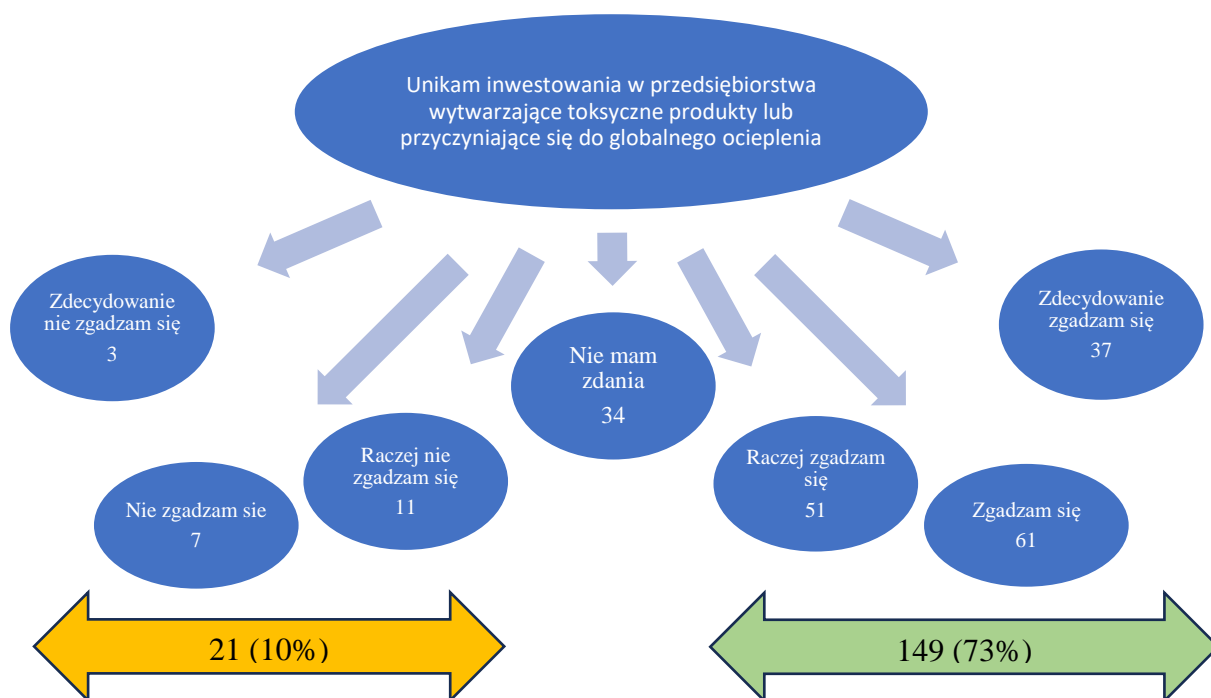 Unikam inwestowania w przedsiębiorstwa
wytwarzające toksyczne produkty lub
przyczyniające się do globalnego ocieplenia
Zdecydowanie
nie zgadzam się
3
Nie zgadzam sie
7
Raczej nie
zgadzam się
11
Nie mam
zdania
34
Raczej zgadzam
się
51
Zgadzam się
61
Zdecydowanie
zgadzam się
37
21 (10%)
149 (73%)